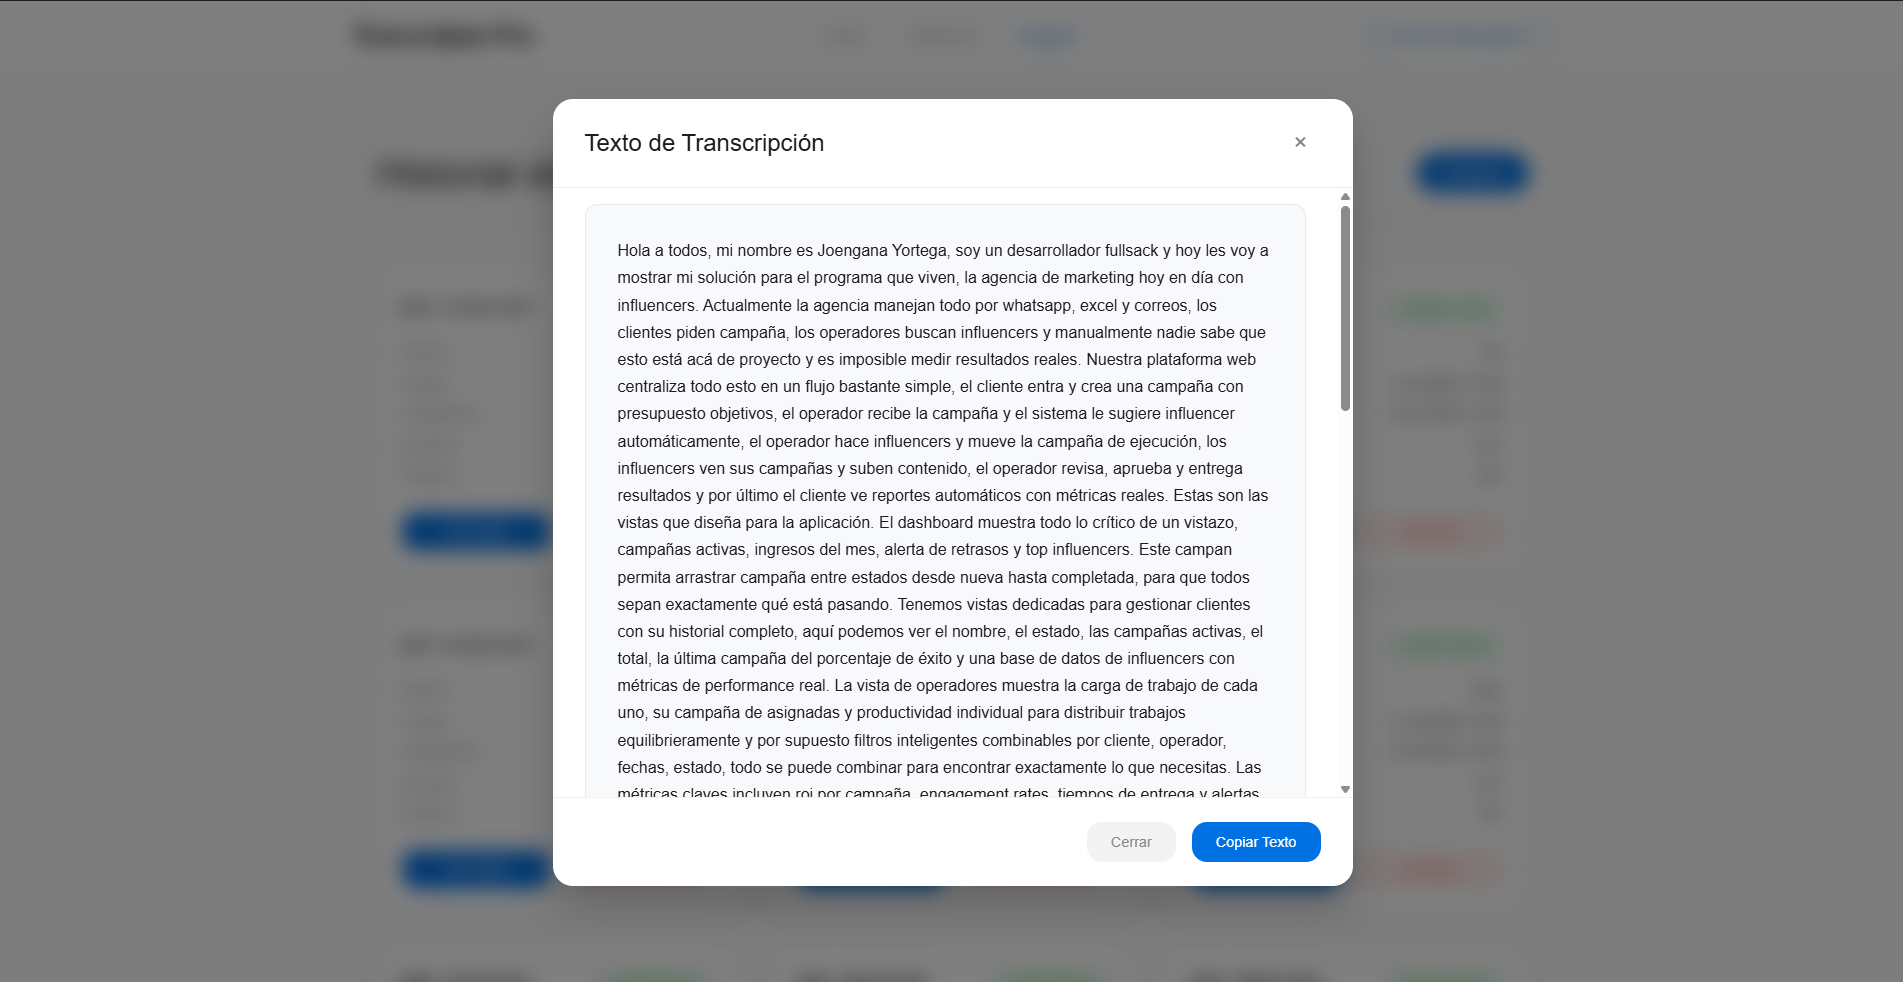 Texto de Transcripción
×
Hola a todos, mi nombre es Joengana Yortega, soy un desarrollador fullsack y hoy les voy a
mostrar mi solución para el programa que viven, la agencia de marketing hoy en día con
influencers. Actualmente la agencia manejan todo por whatsapp, excel y correos, los
clientes piden campaña, los operadores buscan influencers y manualmente nadie sabe que
esto está acá de proyecto y es imposible medir resultados reales. Nuestra plataforma web
centraliza todo esto en un flujo bastante simple, el cliente entra y crea una campaña con
presupuesto objetivos, el operador recibe la campaña y el sistema le sugiere influencer
automáticamente, el operador hace influencers y mueve la campaña de ejecución, los
influencers ven sus campañas y suben contenido, el operador revisa, aprueba y entrega
resultados y por último el cliente ve reportes automáticos con métricas reales. Estas son las
vistas que diseña para la aplicación. El dashboard muestra todo lo crítico de un vistazo,
campañas activas, ingresos del mes, alerta de retrasos y top influencers. Este campan
permita arrastrar campaña entre estados desde nueva hasta completada, para que todos
sepan exactamente qué está pasando. Tenemos vistas dedicadas para gestionar clientes
con su historial completo, aquí podemos ver el nombre, el estado, las campañas activas, el
total, la última campaña del porcentaje de éxito y una base de datos de influencers con
métricas de performance real. La vista de operadores muestra la carga de trabajo de cada
uno, su campaña de asignadas y productividad individual para distribuir trabajos
equilibrieramente y por supuesto filtros inteligentes combinables por cliente, operador,
fechas, estado, todo se puede combinar para encontrar exactamente lo que necesitas. Las
métricas claves incluyen roi por campaña, engagement rates, tiempos de entrega y alertas
Cerrar
Copiar Texto